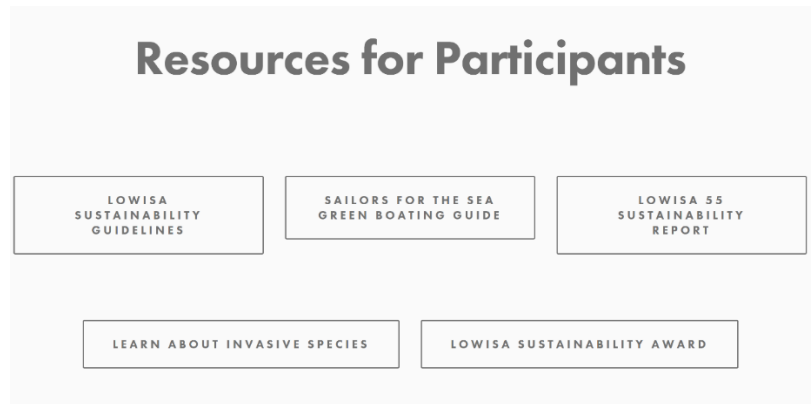 Resources for Participants
LOWISA
SUSTAINABILITY
GUIDELINES
SAILORS FOR THE SEA
GREEN BOATING GUIDE
LOWISA 55
SUSTAINABILITY
REPORT
LEARN ABOUT INVASIVE SPECIES
LOWISA SUSTAINABILITY AWARD